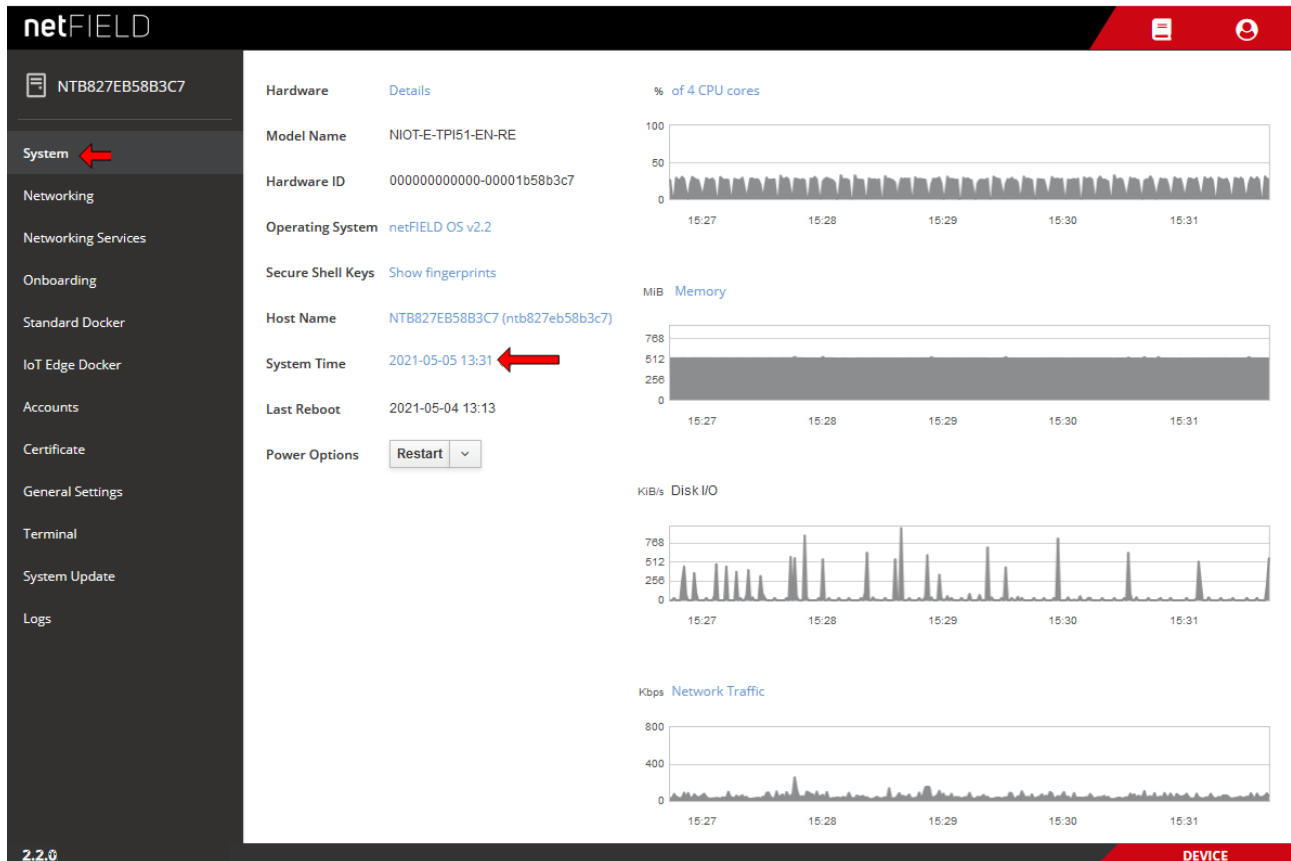 netFIELD
NTB827EB58B3C7
System
Networking
Networking Services
Onboarding
Standard Docker
IoT Edge Docker
Accounts
Certificate
General Settings
Terminal
System Update
Logs
2.2.0
Hardware Details
Model Name NIOT-E-TPI51-EN-RE
Hardware ID 000000000000-00001b58b3c7
Operating System netFIELD OS v2.2
Secure Shell Keys Show fingerprints
Host Name NTB827EB58B3C7 (ntb827eb58b3c7)
System Time 2021-05-05 13:31
Last Reboot 2021-05-04 13:13
Power Options Restart
% of 4 CPU cores
100
50
0
15:27 15:28 15:29 15:30 15:31
MiB Memory
768
512
256
0
15:27 15:28 15:29 15:30 15:31
KiB/s Disk I/O
768
512
256
0
15:27 15:28 15:29 15:30 15:31
Kbps Network Traffic
800
400
0
15:27 15:28 15:29 15:30 15:31
DEVICE